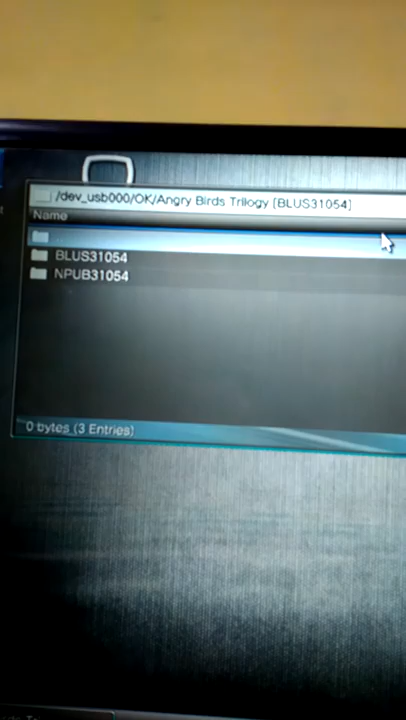 /dev_usb000/OK/Angry Birds Trilogy [BLUS31054]
Name
BLUS31054
NPUB31054
0 bytes (3 Entries)